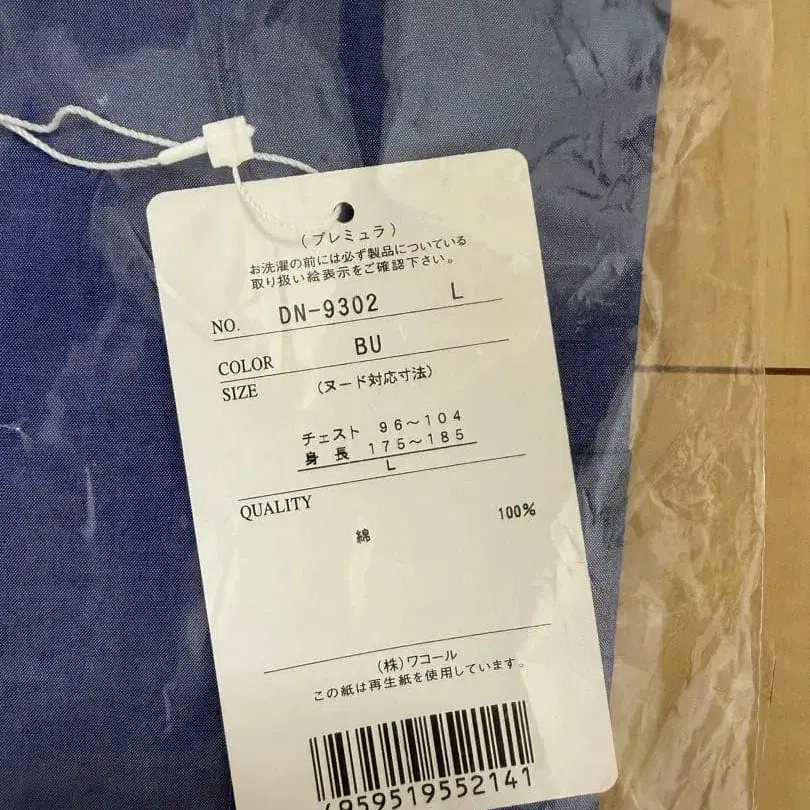 (プレミュラ)
お洗濯の前には必ず製品についている
取り扱い絵表示をご確認下さい。
NO. DN-9302 L
COLOR BU
SIZE (ヌード対応寸法)
チェスト 96~104
身長 175~185
L
QUALITY
綿 100%
(株)ワコール
この紙は再生紙を使用しています。
4959519552141